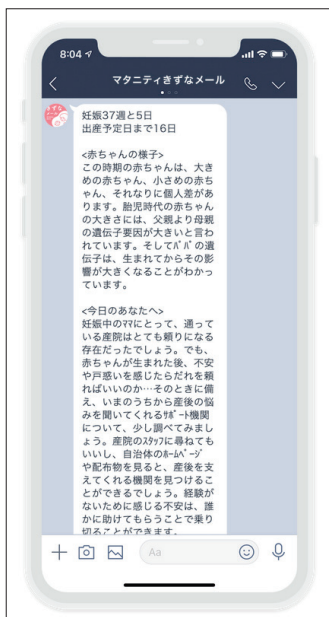 8:04
マタニティきずなメール
きずな
妊娠37週と5日
出産予定日まで16日
<赤ちゃんの様子>
この時期の赤ちゃんは、大き
めの赤ちゃん、小さめの赤ち
ゃん、それなりに個人差があ
ります。胎児時代の赤ちゃん
の大きさには、父親より母親
の遺伝子要因が大きいと言わ
れています。そしてパパの遺
伝子は、生まれてからその影
響が大きくなることがわかっ
ています。
<今日のあなたへ>
妊娠中のママにとって、通って
いる産院はとても頼りになる
存在だったでしょう。でも、
赤ちゃんが生まれた後、不安
や戸惑いを感じたらだれを頼
ればいいのか…そのときに備
え、いまのうちから産後の悩
みを聞いてくれるサポート機関
について、少し調べてみまし
ょう。産院のスタッフに尋ねても
いいし、自治体のホームページ
や配布物を見ると、産後を支
えてくれる機関を見つけるこ
とができるでしょう。経験が
ないために感じる不安は、誰
かに助けてもらうことで乗り
切ることができます。
Aa